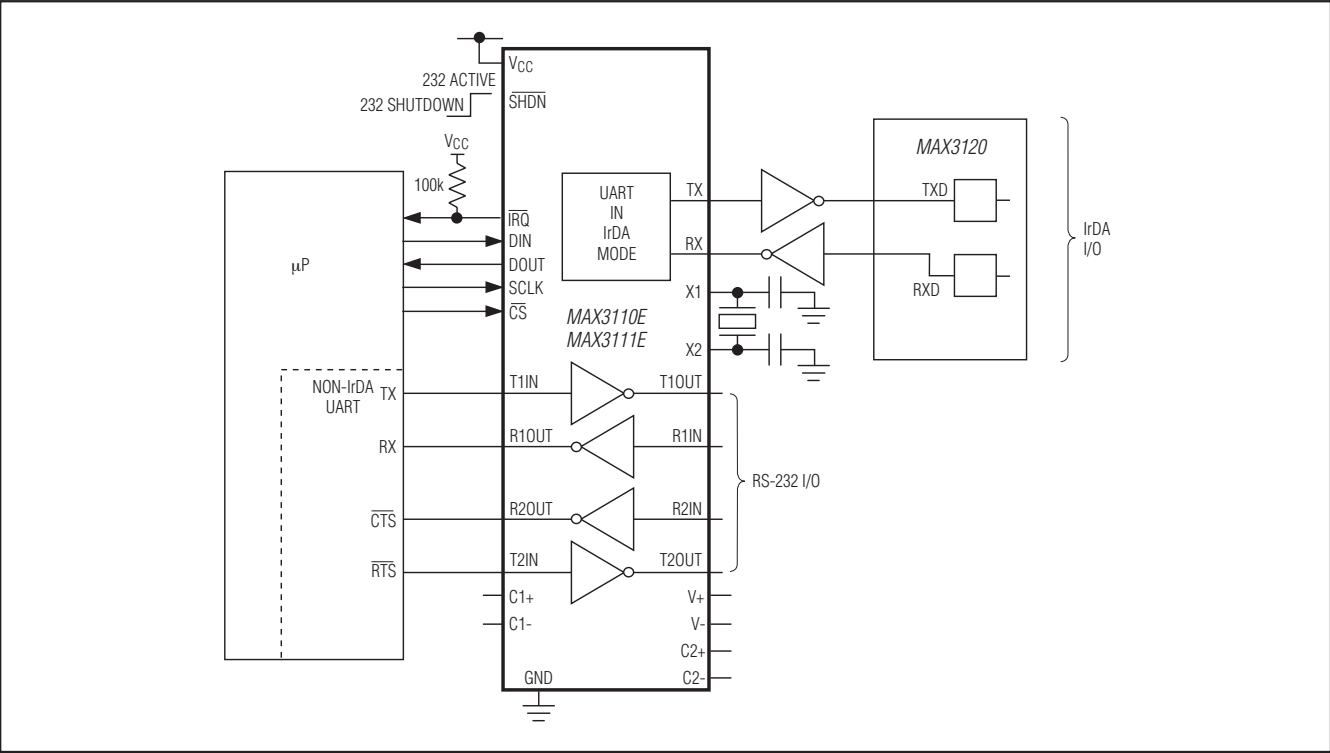 VCC
232 ACTIVE
232 SHUTDOWN
SHDN
VCC
100k
IRQ
DIN
DOUT
SCLK
CS
μP
UART
IN
IrDA
MODE
TX
RX
X1
X2
MAX3110E
MAX3111E
MAX3120
TXD
RXD
IrDA
I/O
NON-IrDA
UART
TX
RX
CTS
RTS
T1IN
R1OUT
R2OUT
T2IN
T1OUT
R1IN
R2IN
T2OUT
RS-232 I/O
C1+
C1-
V+
V-
C2+
C2-
GND